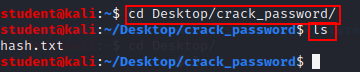 student@kali:~$ cd Desktop/crack_password/
student@kali:~/Desktop/crack_password$ ls
hash.txt
student@kali:~/Desktop/crack_password$